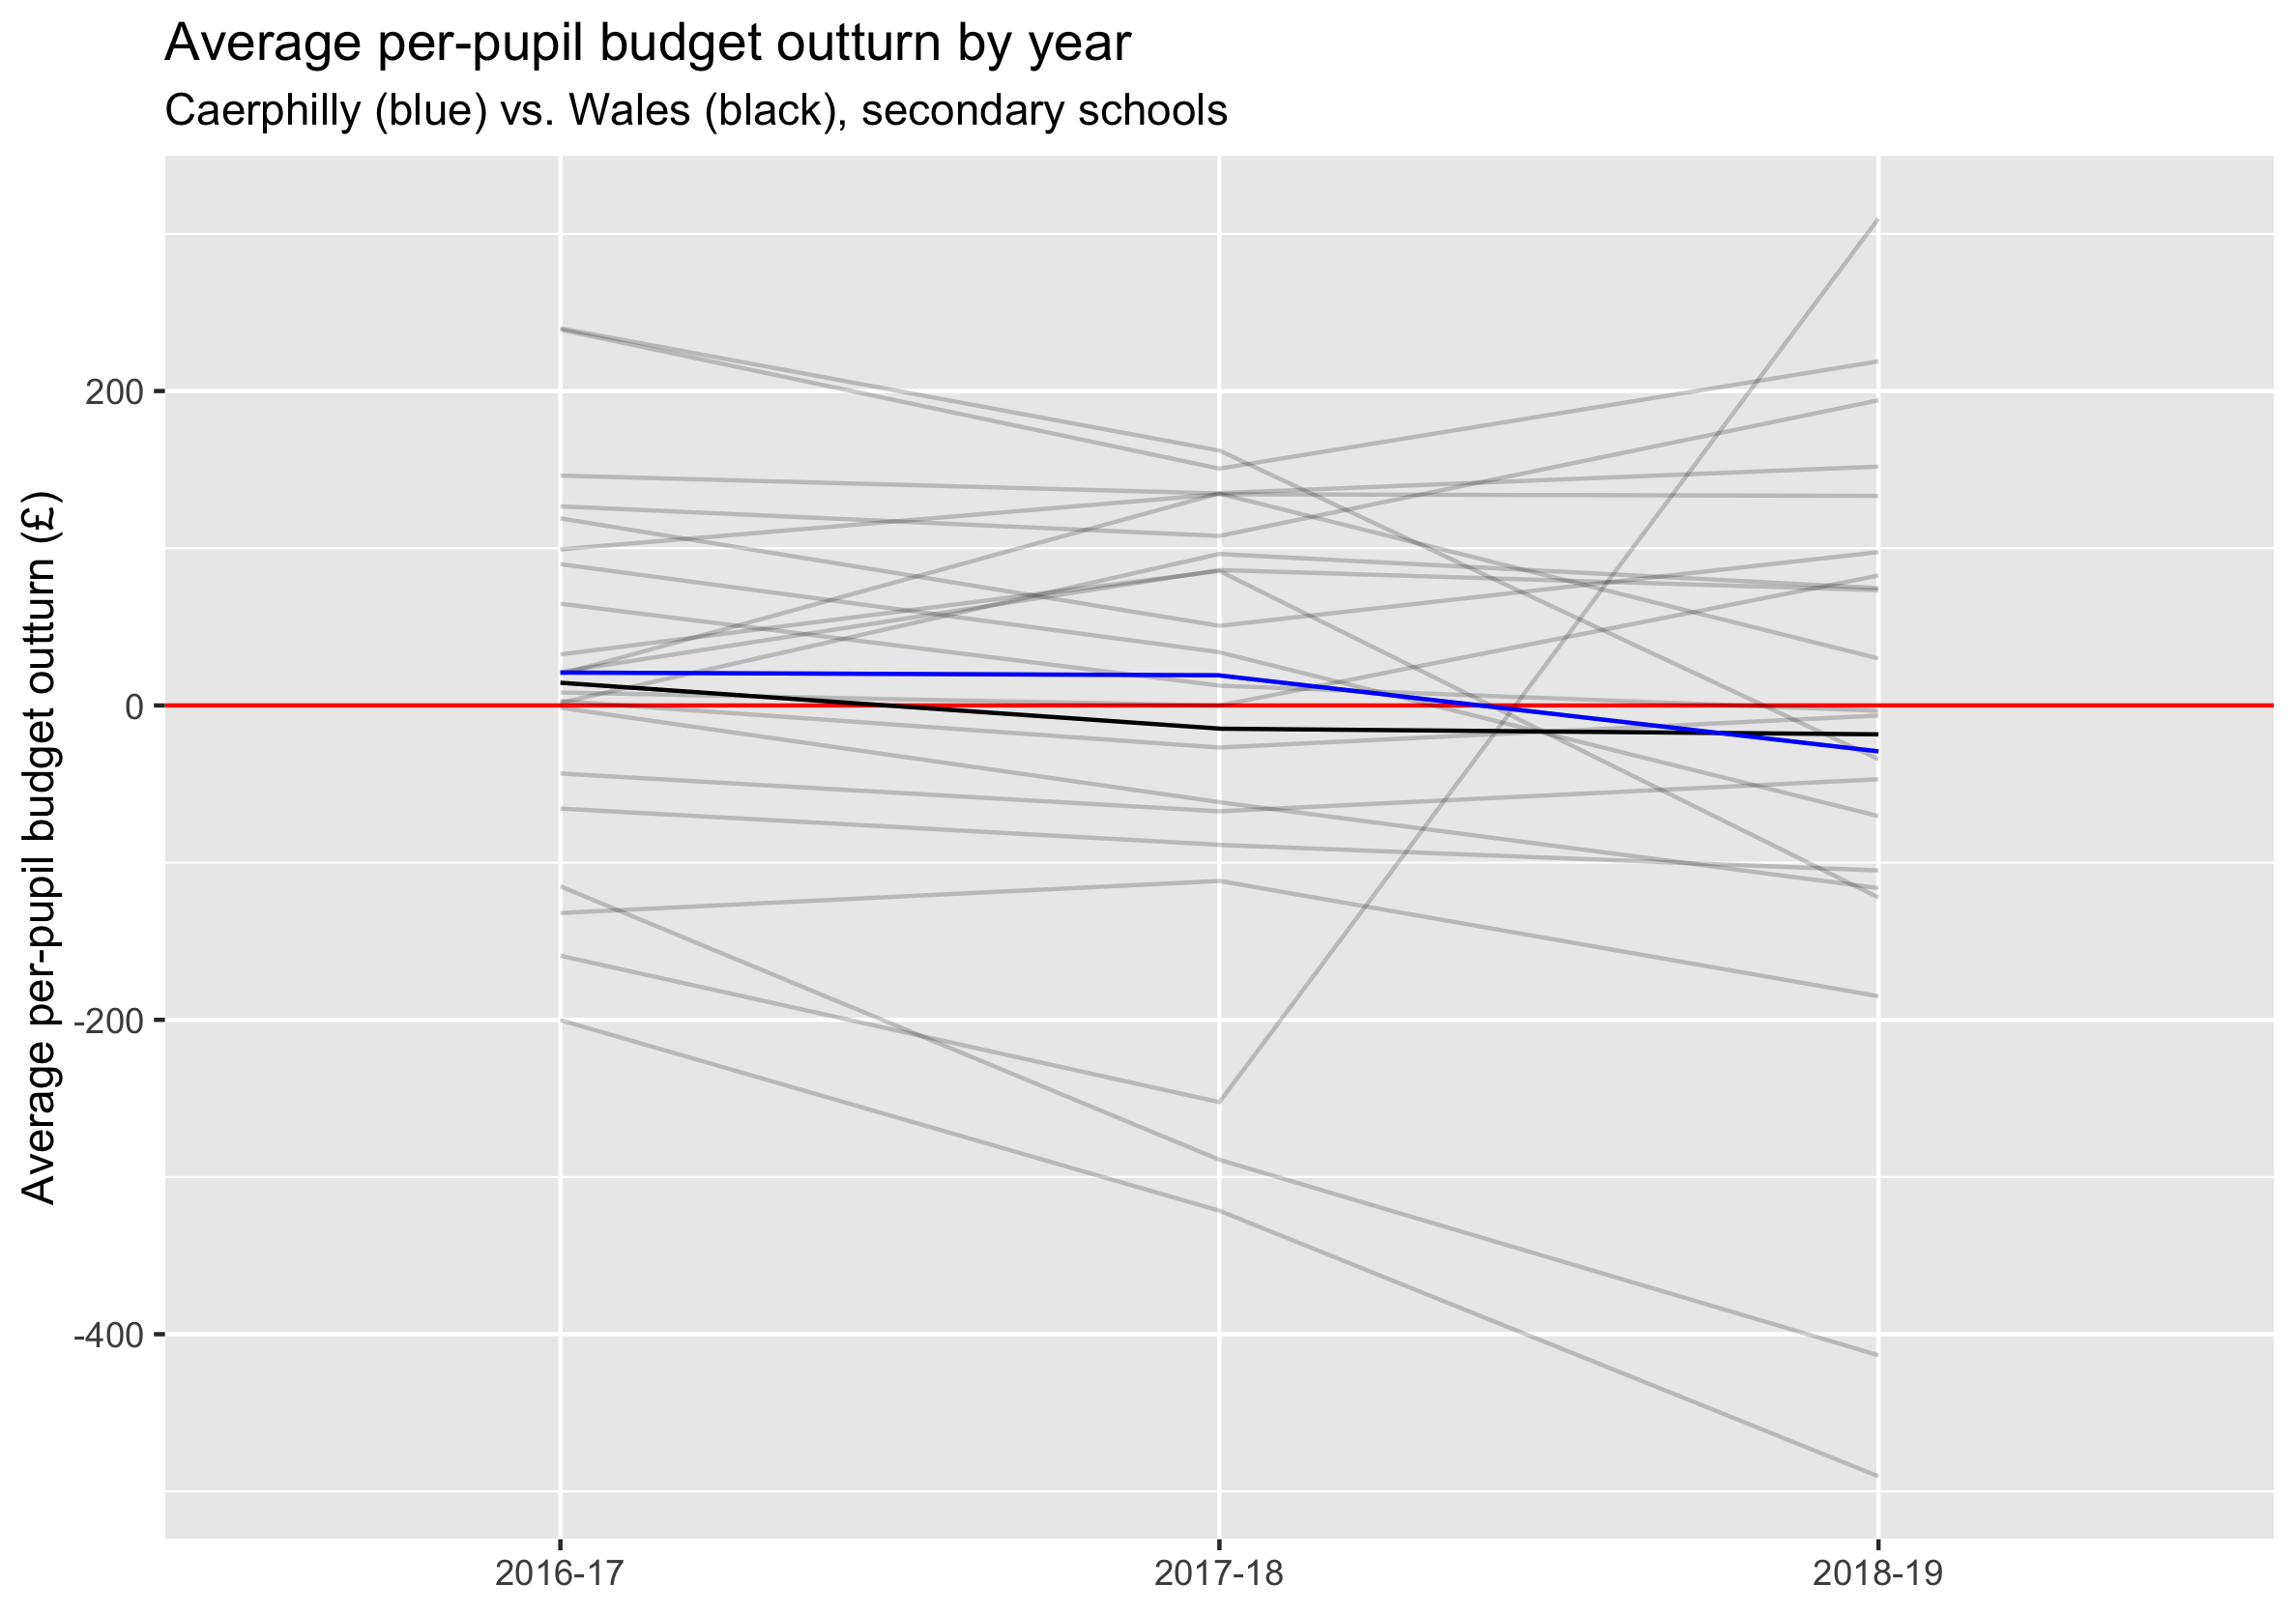 Average per-pupil budget outturn by year
Caerphilly (blue) vs. Wales (black), secondary schools
Average per-pupil budget outturn (£)
200
0
-200
-400
2016-17 2017-18 2018-19